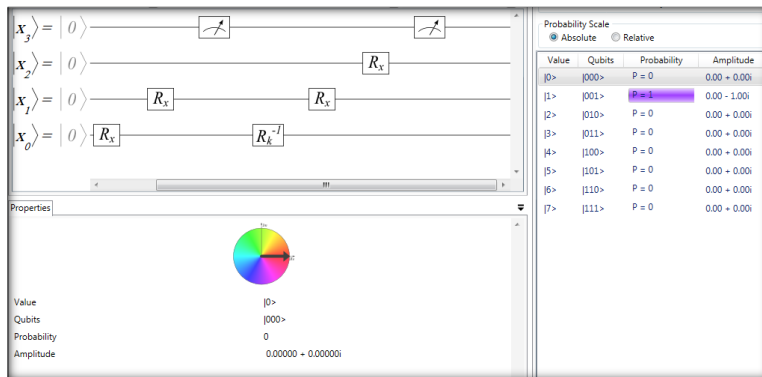 |x₃⟩ = | 0⟩
|x₂⟩ = | 0⟩
Rₓ
|x₁⟩ = | 0⟩ Rₓ Rₓ
|x₀⟩ = | 0⟩ Rₓ Rₖ⁻¹
Properties
Value |0>
Qubits |000>
Probability 0
Amplitude 0.00000 + 0.00000i
Probability Scale
Absolute Relative
Value Qubits Probability Amplitude
|0> |000> P = 0 0.00 + 0.00i
|1> |001> P = 1 0.00 - 1.00i
|2> |010> P = 0 0.00 + 0.00i
|3> |011> P = 0 0.00 + 0.00i
|4> |100> P = 0 0.00 + 0.00i
|5> |101> P = 0 0.00 + 0.00i
|6> |110> P = 0 0.00 + 0.00i
|7> |111> P = 0 0.00 + 0.00i